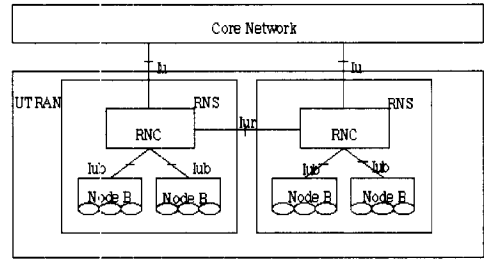 Core Network
Iu Iu
UTRAN RNS RNS
RNC Iur RNC
Iub Iub Iub Iub
Node B Node B Node B Node B